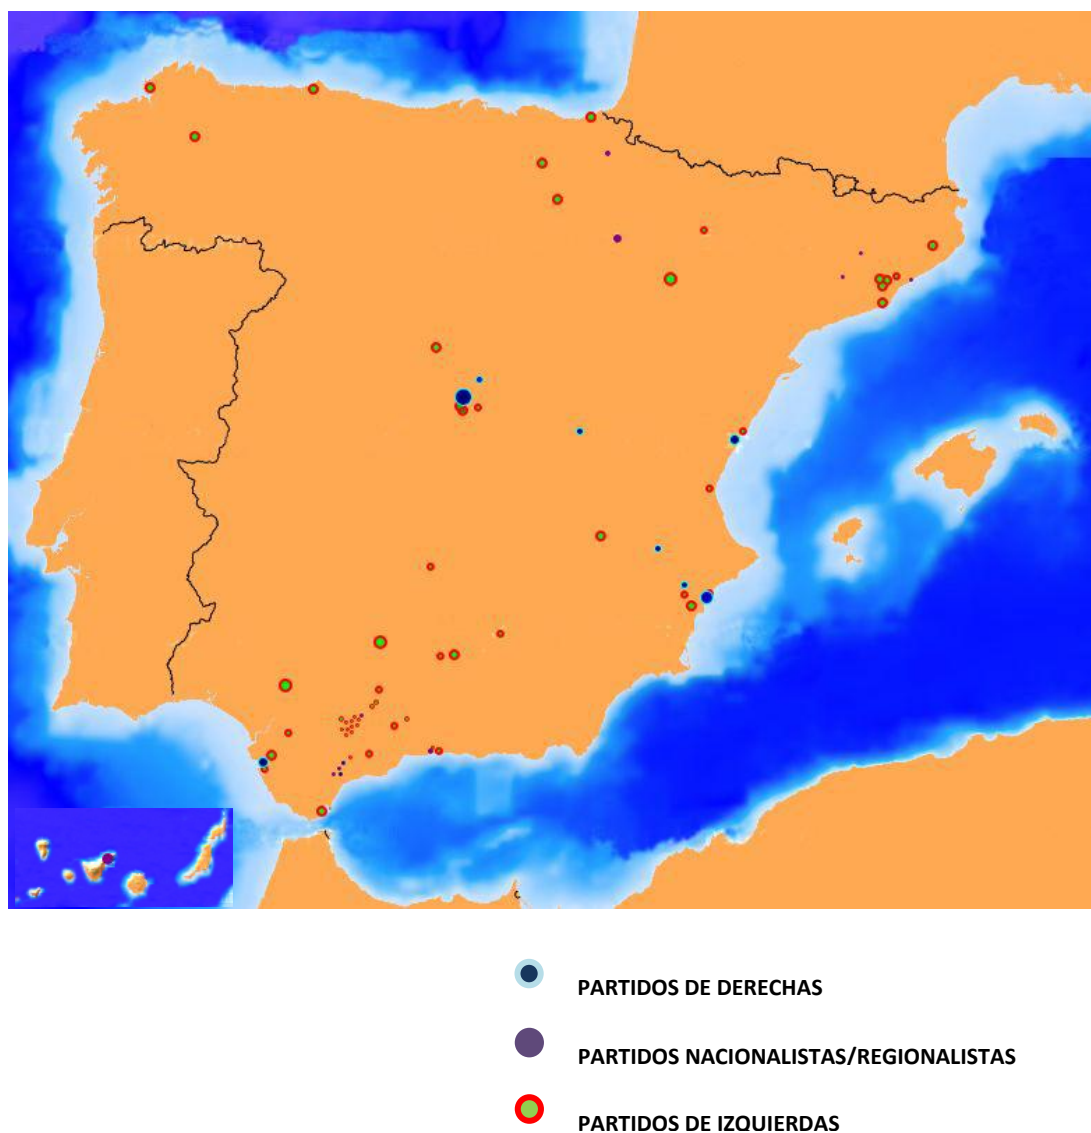 PARTIDOS DE DERECHAS
PARTIDOS NACIONALISTAS/REGIONALISTAS
PARTIDOS DE IZQUIERDAS